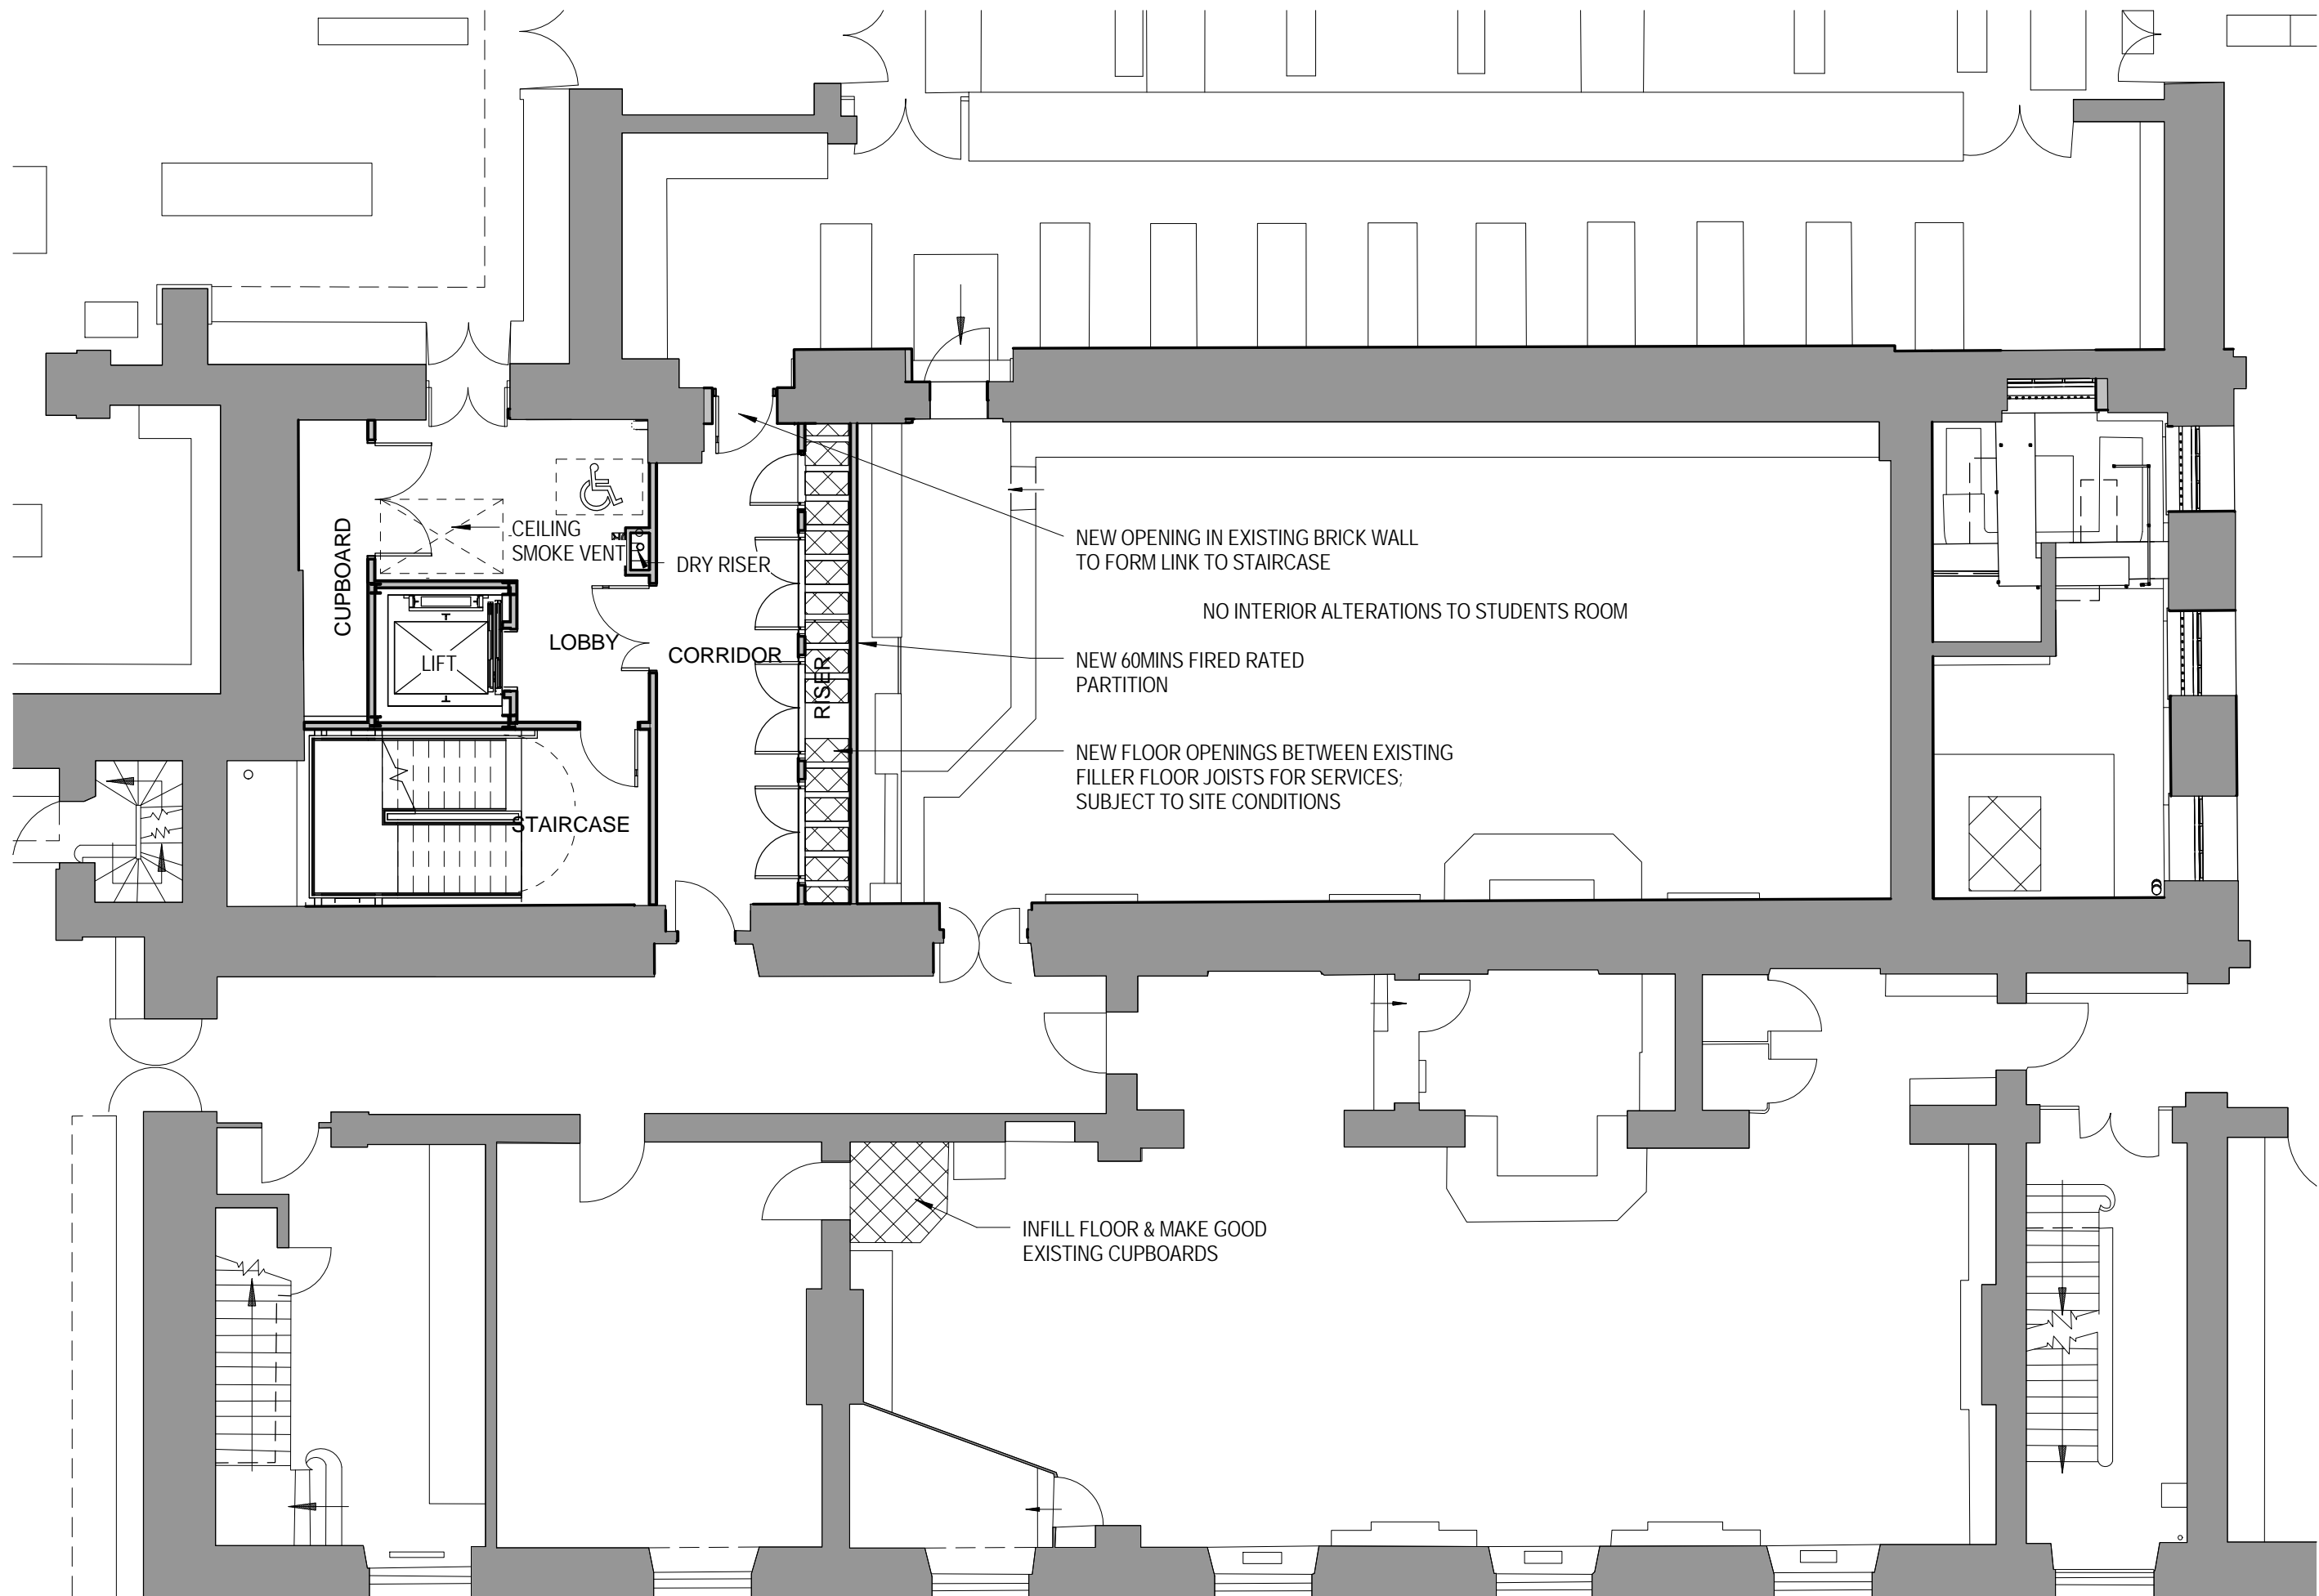 CUPBOARD
CEILING
SMOKE VENT
DRY RISER
LOBBY
CORRIDOR
LIFT
RISER
STAIRCASE
NEW OPENING IN EXISTING BRICK WALL
TO FORM LINK TO STAIRCASE
NO INTERIOR ALTERATIONS TO STUDENTS ROOM
NEW 60MINS FIRED RATED
PARTITION
NEW FLOOR OPENINGS BETWEEN EXISTING
FILLER FLOOR JOISTS FOR SERVICES;
SUBJECT TO SITE CONDITIONS
INFILL FLOOR & MAKE GOOD
EXISTING CUPBOARDS